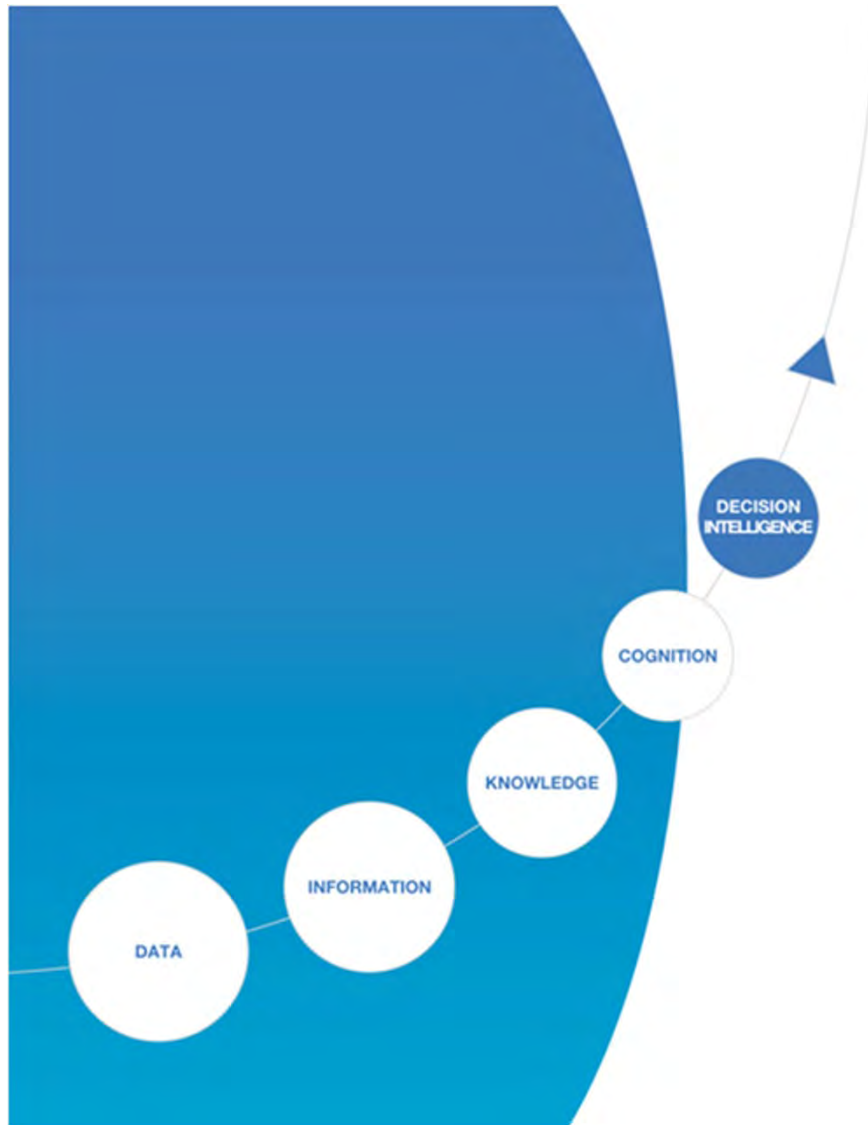 DECISION
INTELLIGENCE
COGNITION
KNOWLEDGE
INFORMATION
DATA